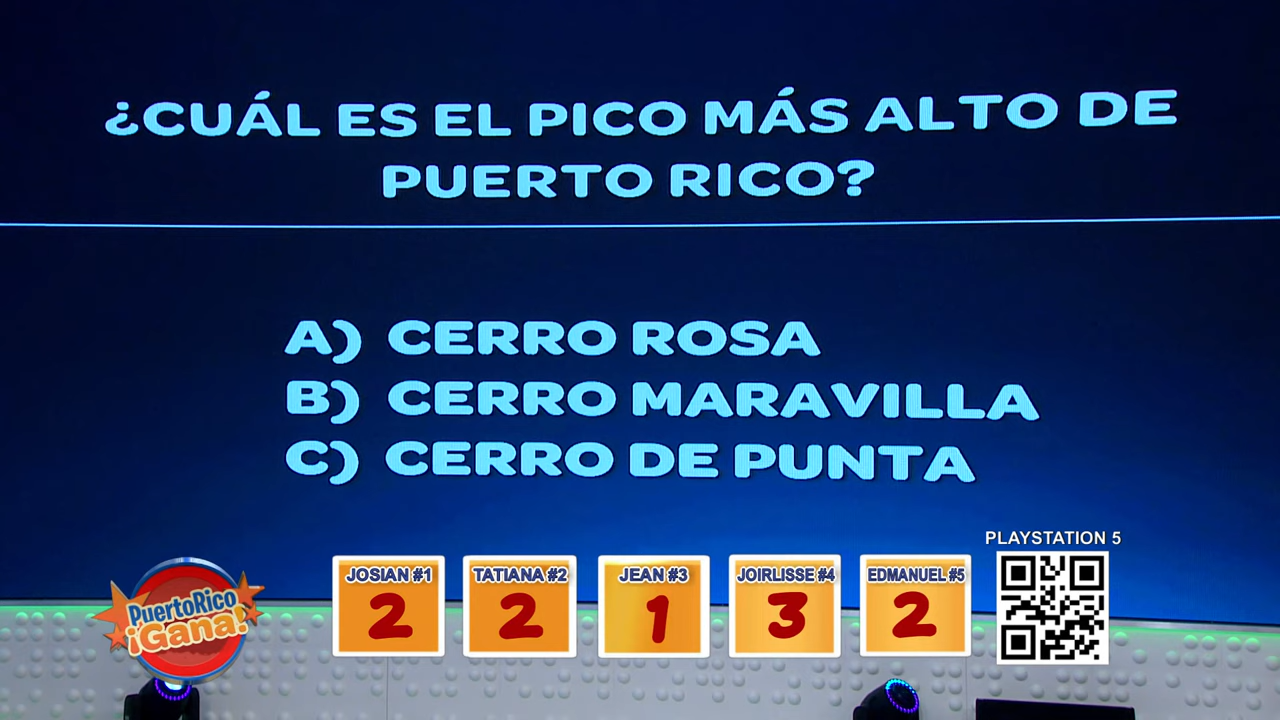 ¿CUÁL ES EL PICO MÁS ALTO DE
PUERTO RICO?
A) CERRO ROSA
B) CERRO MARAVILLA
C) CERRO DE PUNTA
PLAYSTATION 5
JOSIAN #1
2
TATIANA #2
2
JEAN #3
1
JOIRLISSE #4
3
EDMANUEL #5
2
PuertoRico
¡Gana!